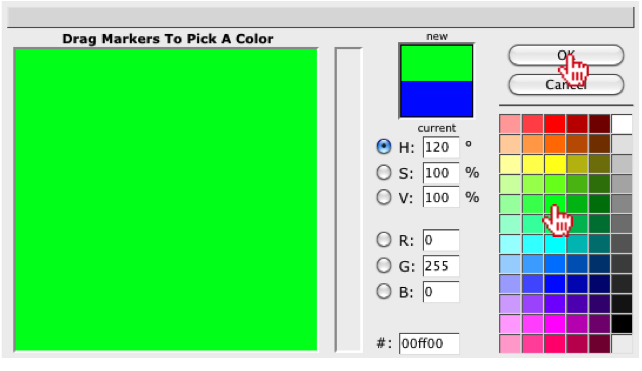 Drag Markers To Pick A Color
new
current
OK
Cancel
H: 120 °
S: 100 %
V: 100 %
R: 0
G: 255
B: 0
#: 00ff00